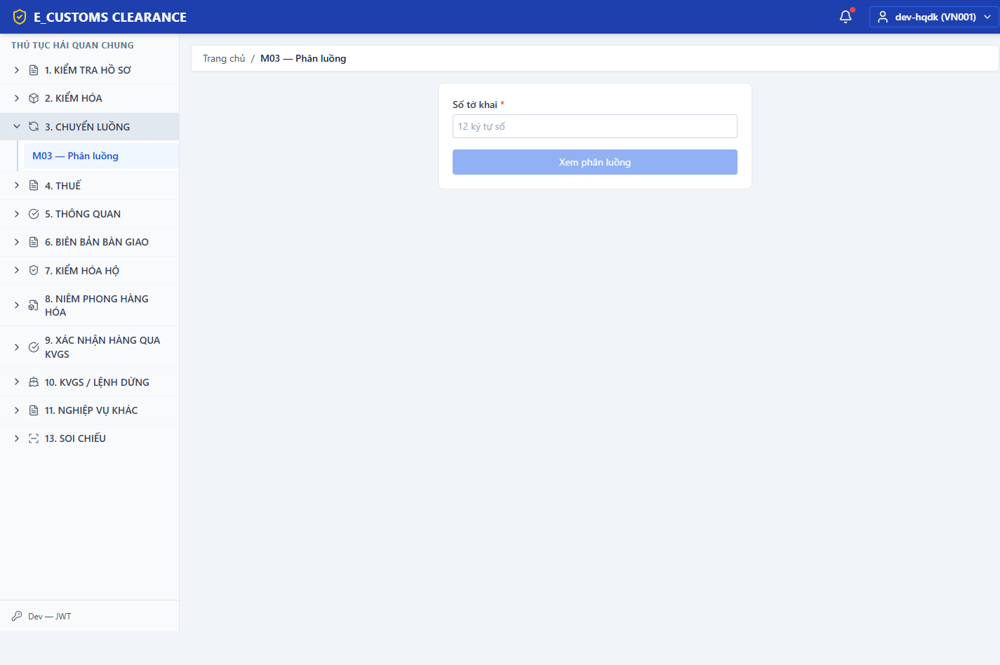 E_CUSTOMS CLEARANCE
dev-hqdk (VN001)
THỦ TỤC HẢI QUAN CHUNG
1. KIỂM TRA HỒ SƠ
2. KIỂM HÓA
3. CHUYỂN LUỒNG
M03 — Phân luồng
4. THUẾ
5. THÔNG QUAN
6. BIÊN BẢN BÀN GIAO
7. KIỂM HÓA HỘ
8. NIÊM PHONG HÀNG
HÓA
9. XÁC NHẬN HÀNG QUA
KVGS
10. KVGS / LỆNH DỪNG
11. NGHIỆP VỤ KHÁC
13. SOI CHIẾU
Dev — JWT
Trang chủ / M03 — Phân luồng
Số tờ khai *
12 ký tự số
Xem phân luồng